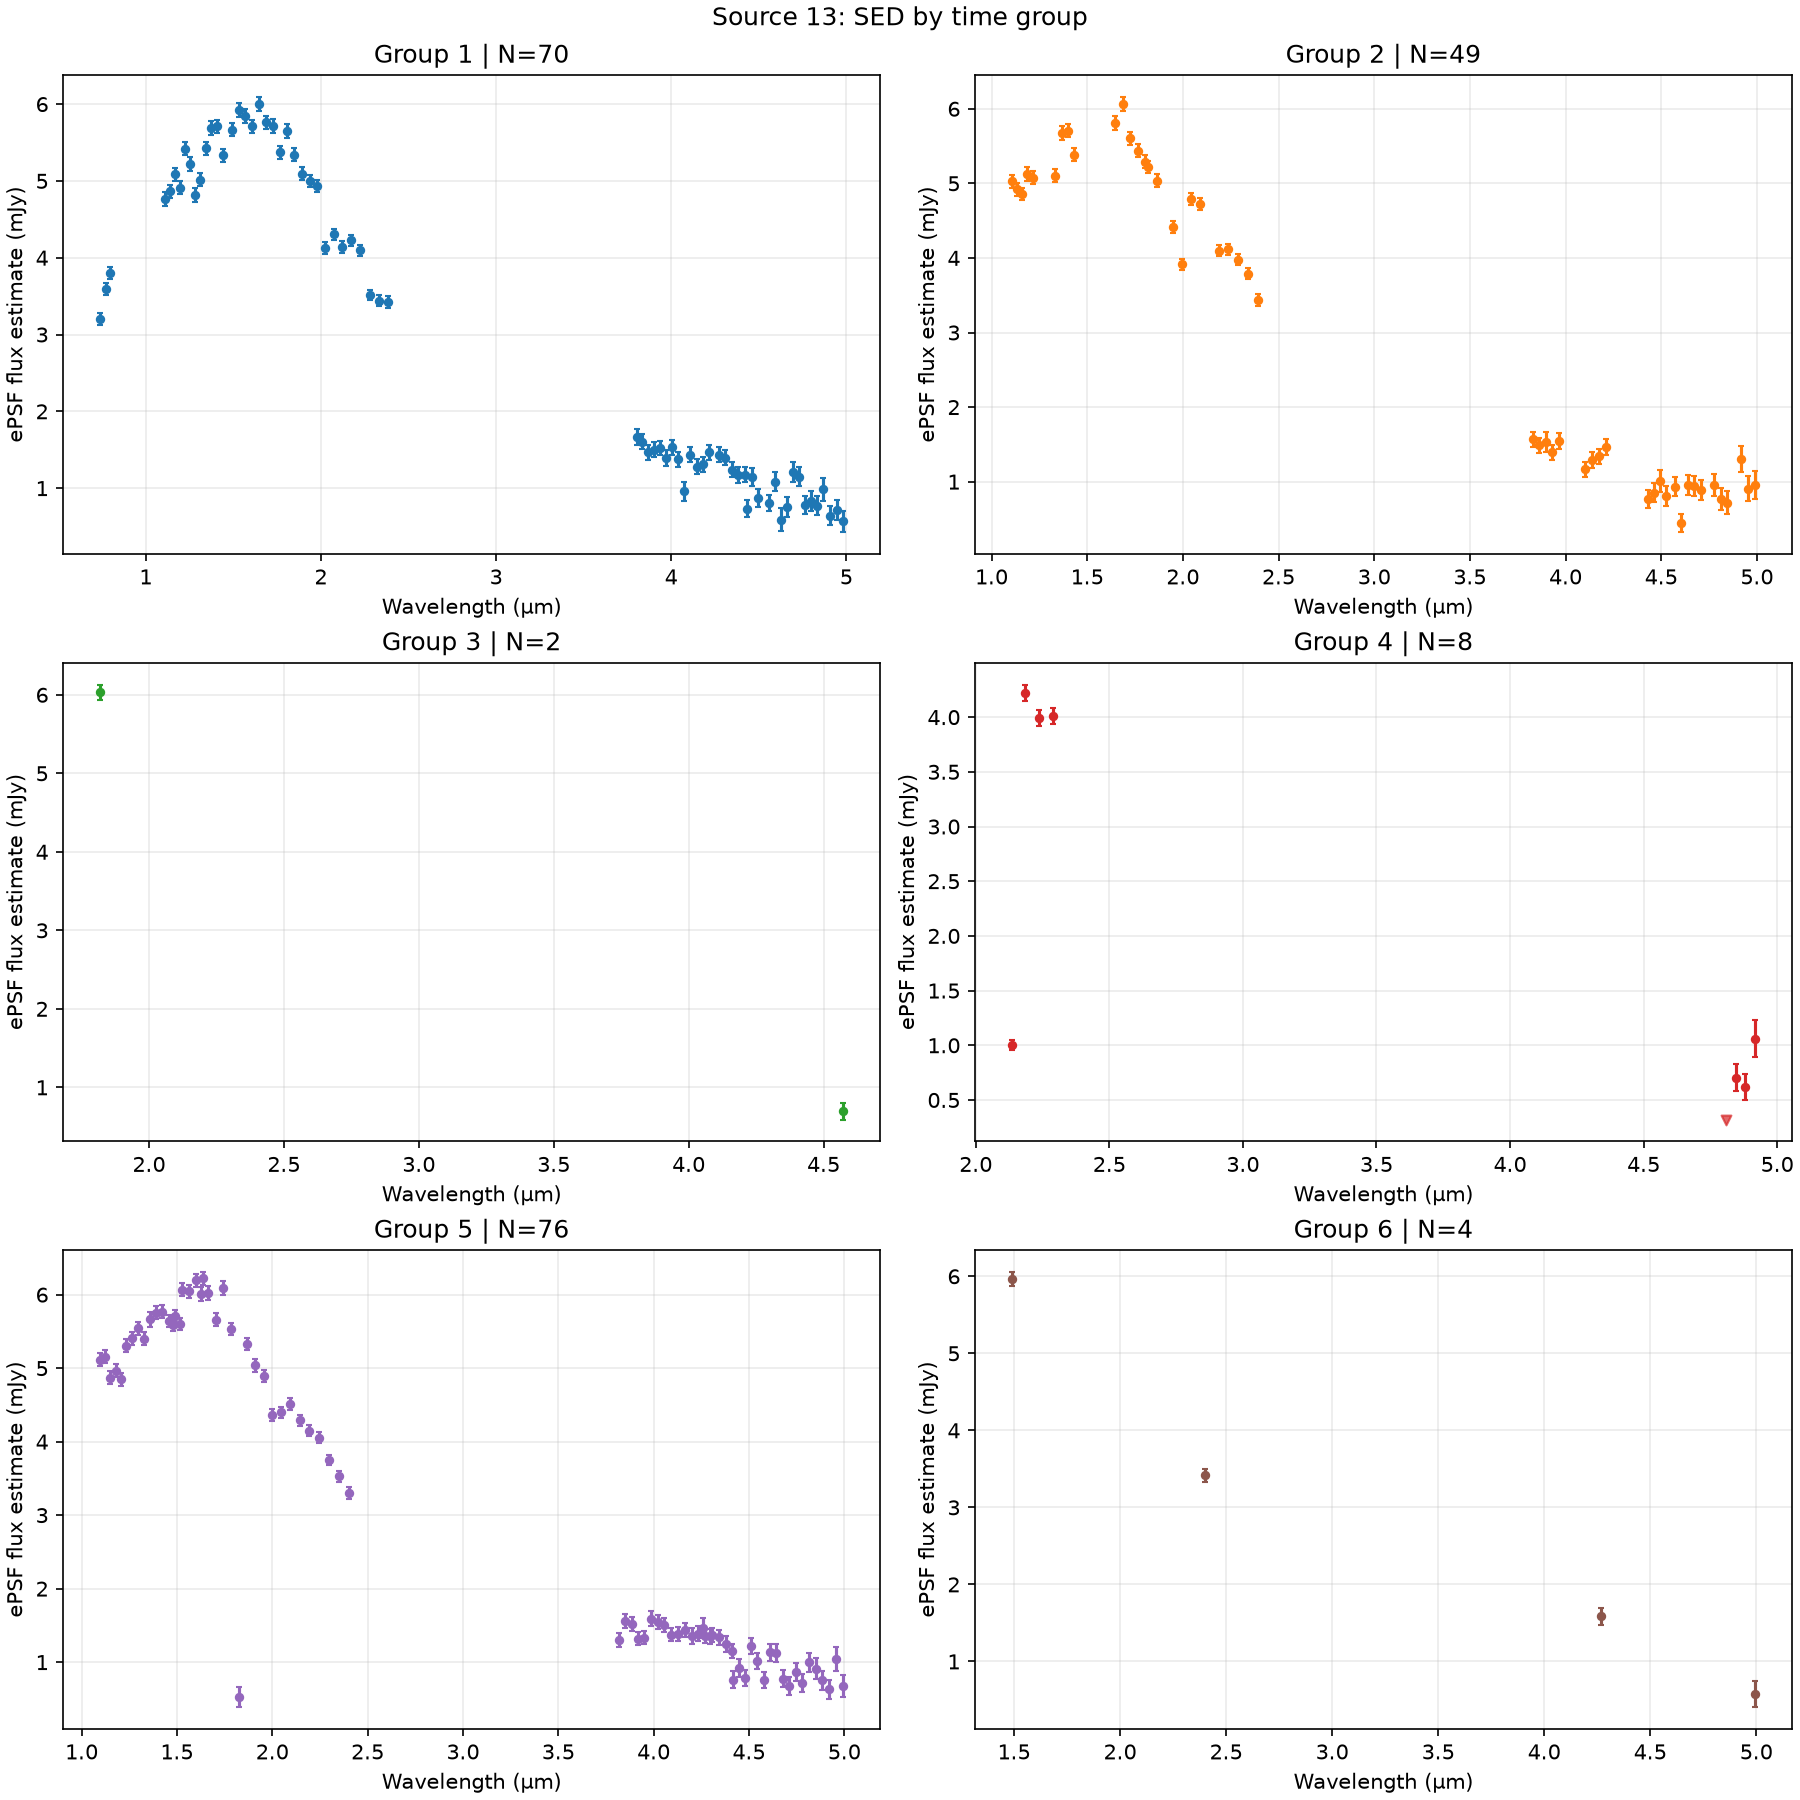 Source 13: SED by time group
Group 1 | N=70
ePSF flux estimate (mJy)
6
5
4
3
2
1
1 2 3 4 5
Wavelength (μm)
Group 2 | N=49
ePSF flux estimate (mJy)
6
5
4
3
2
1
1.0 1.5 2.0 2.5 3.0 3.5 4.0 4.5 5.0
Wavelength (μm)
Group 3 | N=2
ePSF flux estimate (mJy)
6
5
4
3
2
1
2.0 2.5 3.0 3.5 4.0 4.5
Wavelength (μm)
Group 4 | N=8
ePSF flux estimate (mJy)
4.0
3.5
3.0
2.5
2.0
1.5
1.0
0.5
2.0 2.5 3.0 3.5 4.0 4.5 5.0
Wavelength (μm)
Group 5 | N=76
ePSF flux estimate (mJy)
6
5
4
3
2
1
1.0 1.5 2.0 2.5 3.0 3.5 4.0 4.5 5.0
Wavelength (μm)
Group 6 | N=4
ePSF flux estimate (mJy)
6
5
4
3
2
1
1.5 2.0 2.5 3.0 3.5 4.0 4.5 5.0
Wavelength (μm)